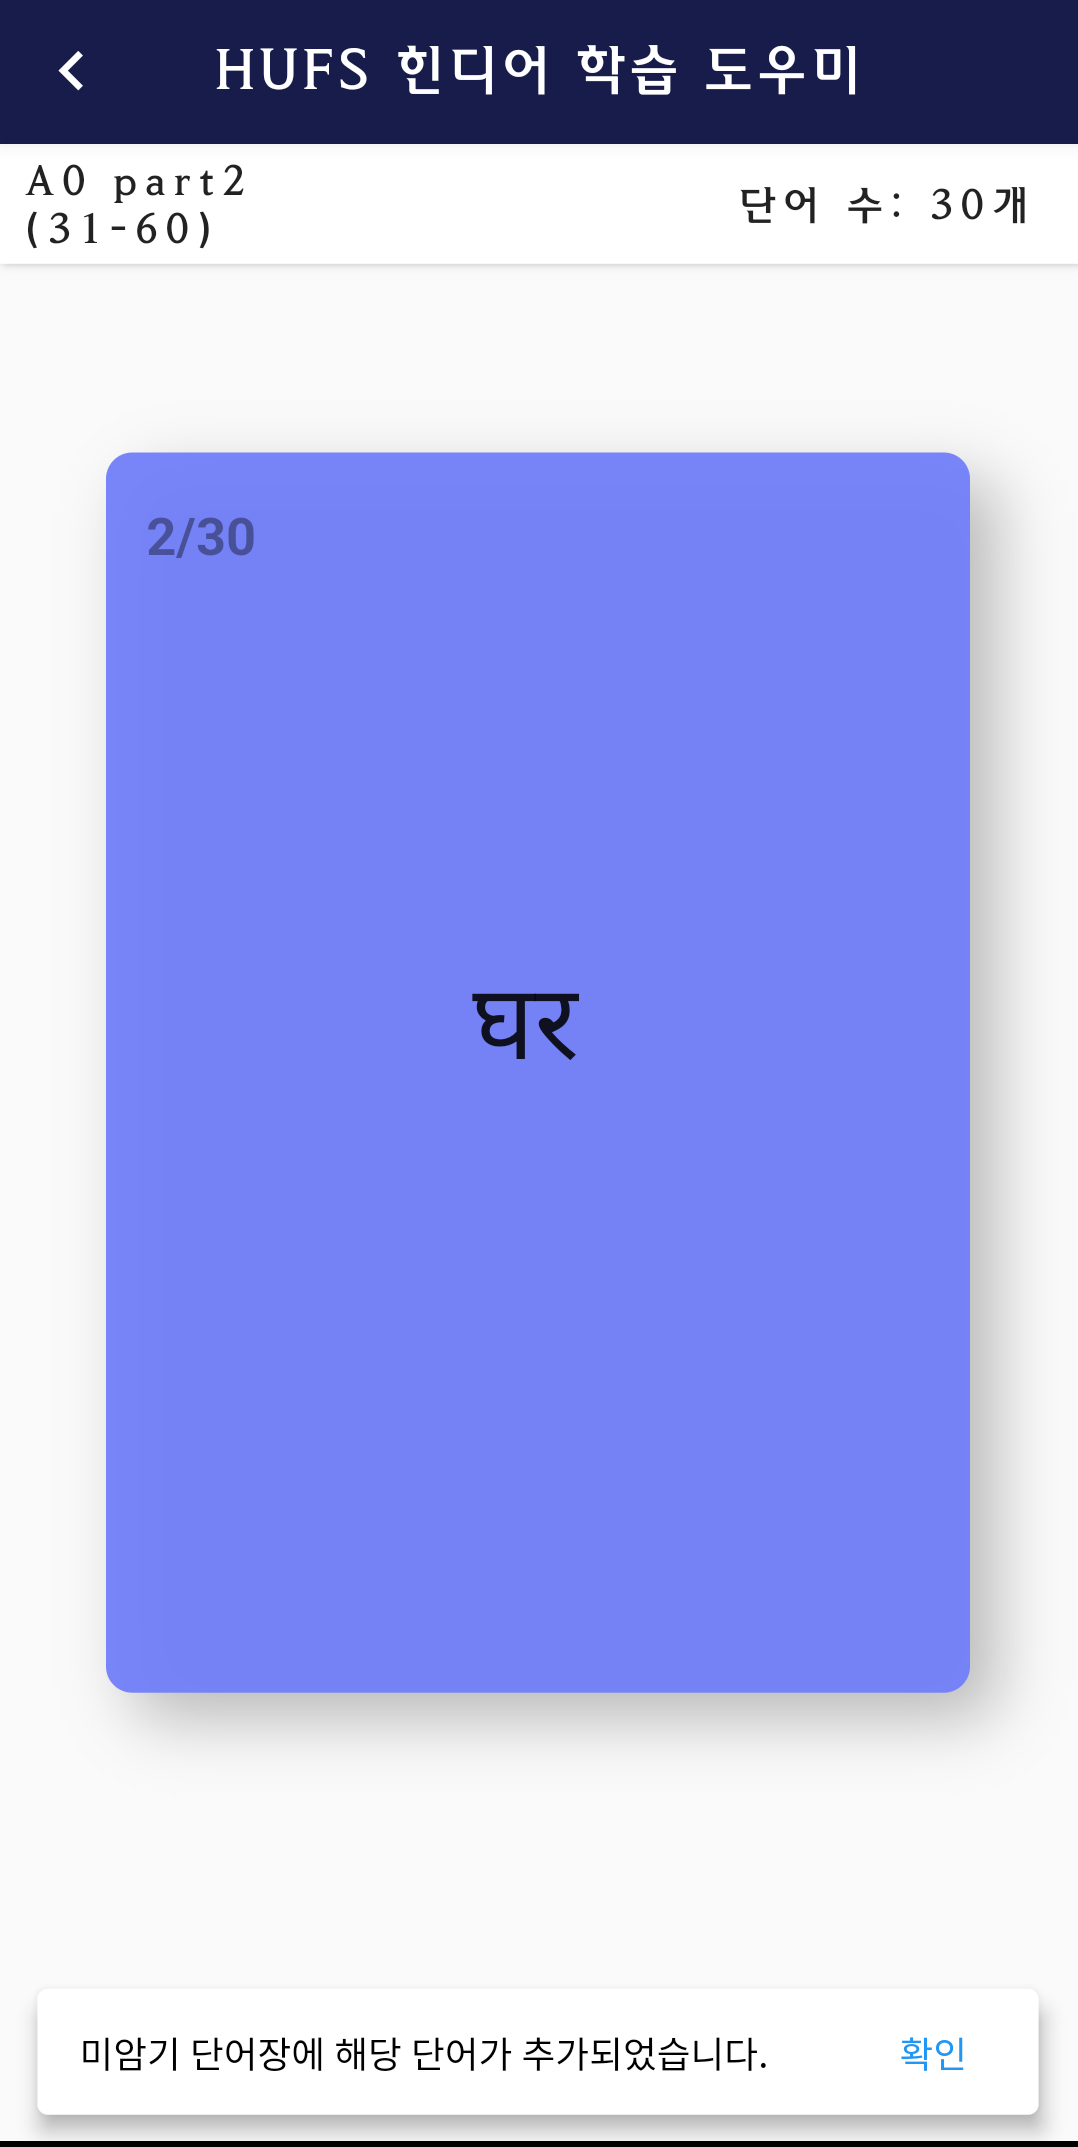 HUFS 힌디어 학습 도우미
A0 part2
(31-60)
단어 수: 30개
2/30
घर
미암기 단어장에 해당 단어가 추가되었습니다.
확인